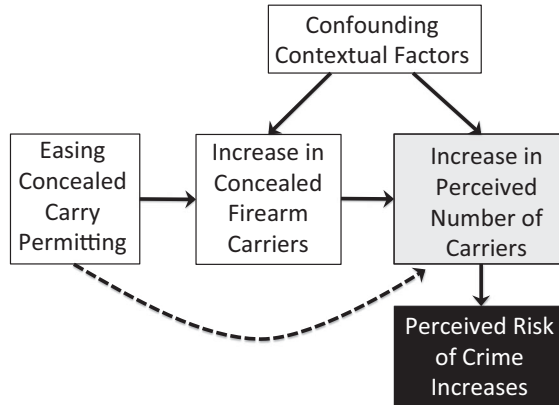 Confounding
Contextual Factors
Easing
Concealed
Carry
Permitting
Increase in
Concealed
Firearm
Carriers
Increase in
Perceived
Number of
Carriers
Perceived Risk
of Crime
Increases